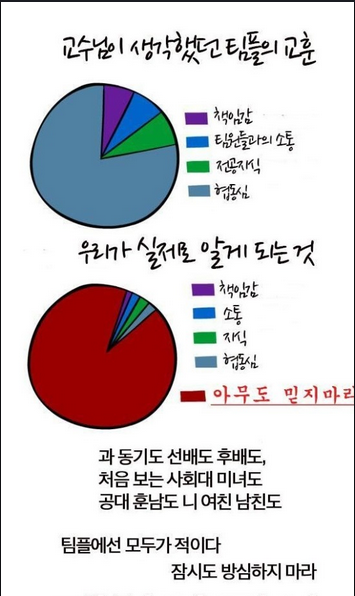 교수님이 생각했던 팀플의 교훈
책임감
팀원들과의 소통
전공지식
협동심
우리가 실제로 알게 되는 것
책임감
소통
지식
협동심
아무도 믿지마라
과 동기도 선배도 후배도,
처음 보는 사회대 미녀도
공대 훈남도 니 여친 남친도
팀플에선 모두가 적이다
잠시도 방심하지 마라